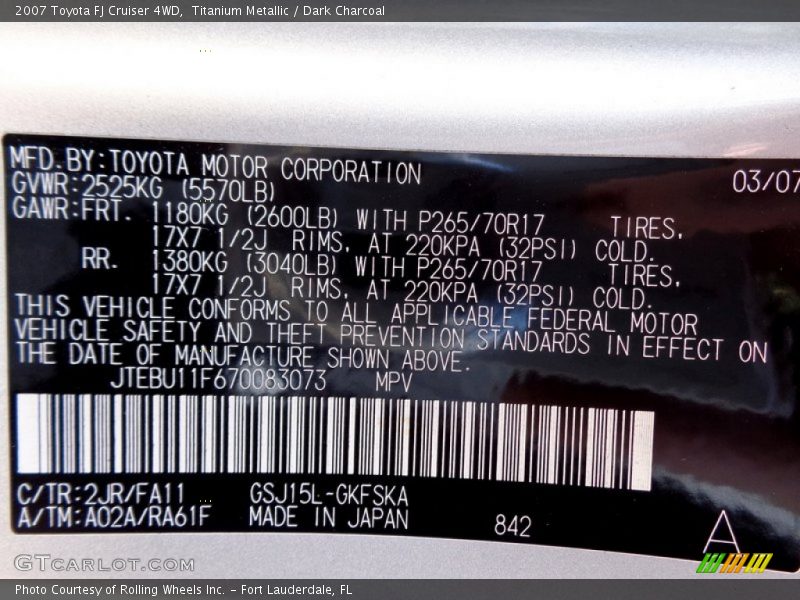 2007 Toyota FJ Cruiser 4WD, Titanium Metallic / Dark Charcoal
MFD.BY:TOYOTA MOTOR CORPORATION 03/07
GVWR:2525KG (5570LB)
GAWR:FRT. 1180KG (2600LB) WITH P265/70R17 TIRES,
17X7 1/2J RIMS, AT 220KPA (32PSI) COLD.
RR. 1380KG (3040LB) WITH P265/70R17 TIRES,
17X7 1/2J RIMS, AT 220KPA (32PSI) COLD.
THIS VEHICLE CONFORMS TO ALL APPLICABLE FEDERAL MOTOR
VEHICLE SAFETY AND THEFT PREVENTION STANDARDS IN EFFECT ON
THE DATE OF MANUFACTURE SHOWN ABOVE.
JTEBU11F670083073 MPV
C/TR:2JR/FA11 GSJ15L-GKFSKA
A/TM:A02A/RA61F MADE IN JAPAN 842 A
GTCARLOT.COM
Photo Courtesy of Rolling Wheels Inc. – Fort Lauderdale, FL